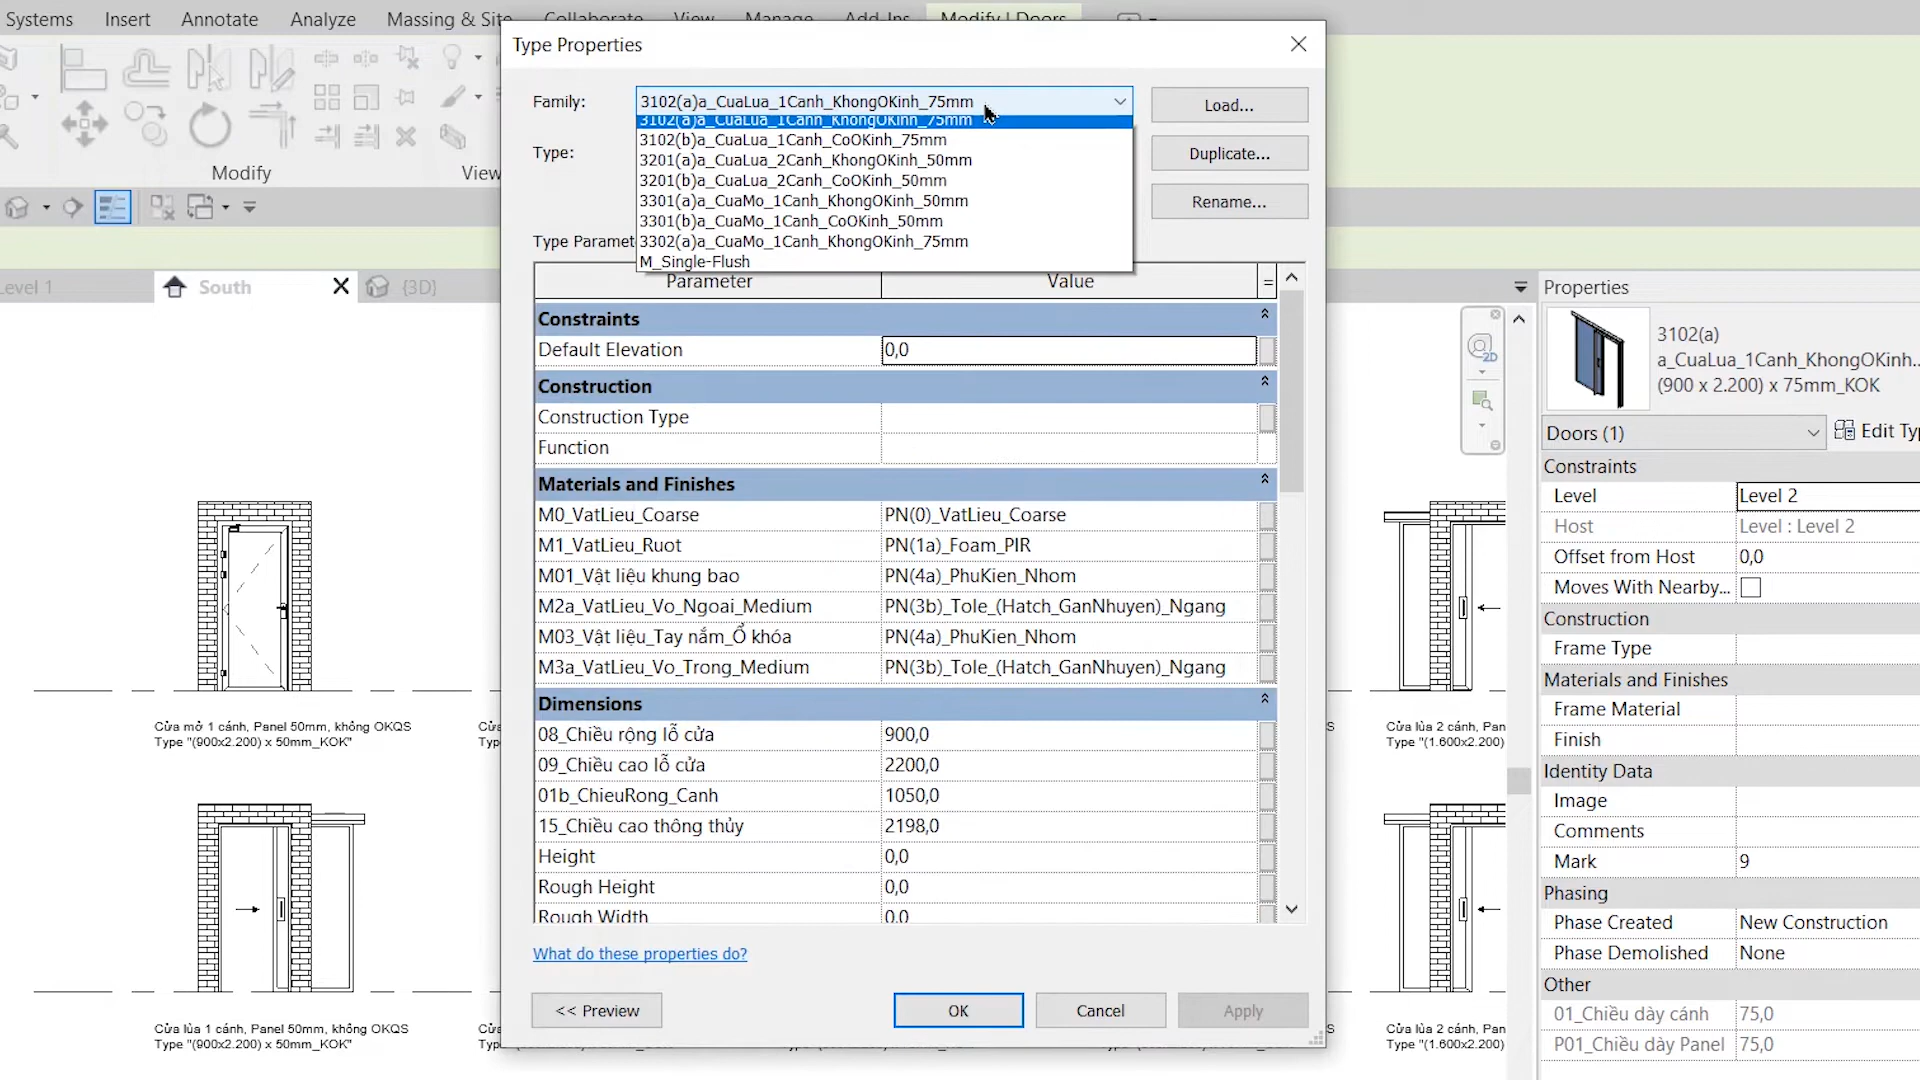 Systems Insert Annotate Analyze Massing & Site Collaborate View Manage Add-Ins Modify | Doors
Modify
View
Level 1
South
{3D}
Type Properties
Family:
3102(a)a_CuaLua_1Canh_KhongOKinh_75mm
Load...
3102(a)a_CuaLua_1Canh_KhongOKinh_75mm
3102(b)a_CuaLua_1Canh_CoOKinh_75mm
3201(a)a_CuaLua_2Canh_KhongOKinh_50mm
3201(b)a_CuaLua_2Canh_CoOKinh_50mm
3301(a)a_CuaMo_1Canh_KhongOKinh_50mm
3301(b)a_CuaMo_1Canh_CoOKinh_50mm
3302(a)a_CuaMo_1Canh_KhongOKinh_75mm
M_Single-Flush
Type:
Duplicate...
Rename...
Type Paramet
Parameter Value =
Constraints
Default Elevation 0,0
Construction
Construction Type
Function
Materials and Finishes
M0_VatLieu_Coarse PN(0)_VatLieu_Coarse
M1_VatLieu_Ruot PN(1a)_Foam_PIR
M01_Vật liệu khung bao PN(4a)_PhuKien_Nhom
M2a_VatLieu_Vo_Ngoai_Medium PN(3b)_Tole_(Hatch_GanNhuyen)_Ngang
M03_Vật liệu_Tay nắm_Ổ khóa PN(4a)_PhuKien_Nhom
M3a_VatLieu_Vo_Trong_Medium PN(3b)_Tole_(Hatch_GanNhuyen)_Ngang
Dimensions
08_Chiều rộng lỗ cửa 900,0
09_Chiều cao lỗ cửa 2200,0
01b_ChieuRong_Canh 1050,0
15_Chiều cao thông thủy 2198,0
Height 0,0
Rough Height 0,0
Rough Width 0,0
What do these properties do?
<< Preview
OK
Cancel
Apply
Cửa mở 1 cánh, Panel 50mm, không OKQS
Type "(900x2.200) x 50mm_KOK"
Cửa lùa 1 cánh, Panel 50mm, không OKQS
Type "(900x2.200) x 50mm_KOK"
Cửa lùa 2 cánh, Pan
Type "(1.600x2.200)
Cửa lùa 2 cánh, Pan
Type "(1.600x2.200)
2D
Properties
3102(a)
a_CuaLua_1Canh_KhongOKinh...
(900 x 2.200) x 75mm_KOK
Doors (1)
Edit Ty
Constraints
Level Level 2
Host Level : Level 2
Offset from Host 0,0
Moves With Nearby...
Construction
Frame Type
Materials and Finishes
Frame Material
Finish
Identity Data
Image
Comments
Mark 9
Phasing
Phase Created New Construction
Phase Demolished None
Other
01_Chiều dày cánh 75,0
P01_Chiều dày Panel 75,0